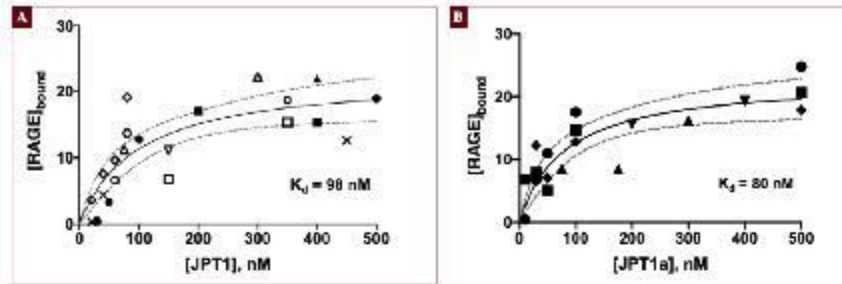 A
30
20
10
0
[RAGE]bound
0 100 200 300 400 500
[JPT1], nM
Kd = 98 nM
B
30
20
10
0
[RAGE]bound
0 100 200 300 400 500
[JPT1a], nM
Kd = 80 nM